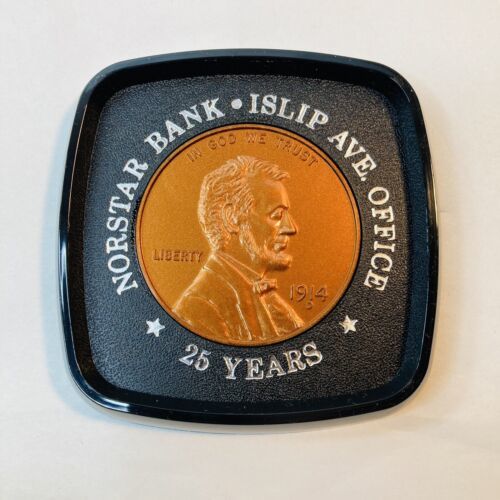 NORSTAR BANK • ISLIP AVE. OFFICE
IN GOD WE TRUST
LIBERTY
1914
D
★ 25 YEARS ★